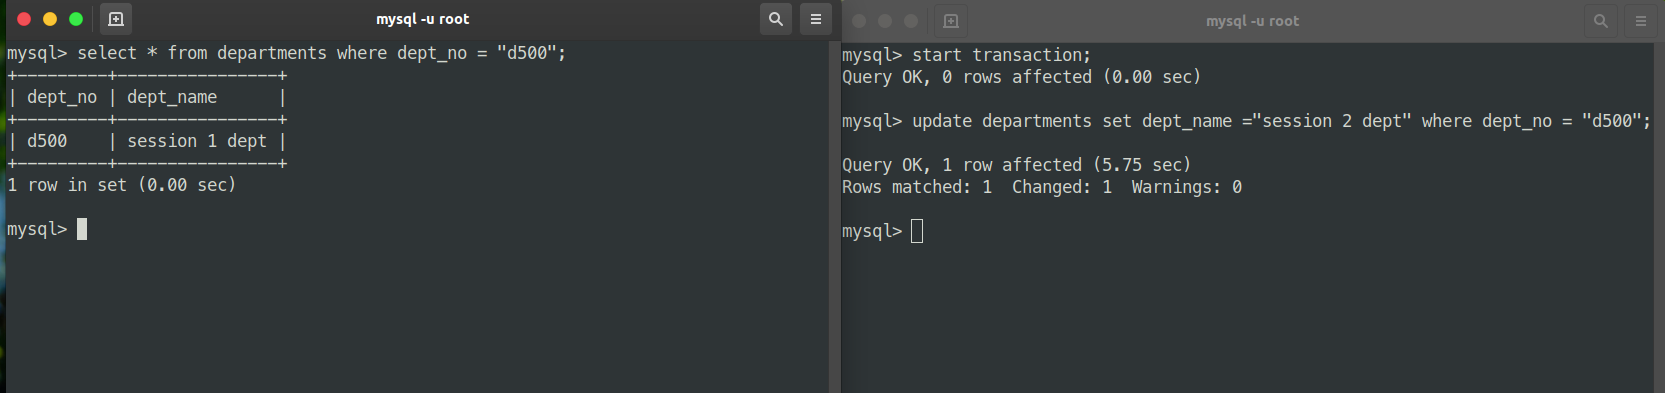 mysql -u root
mysql> select * from departments where dept_no = "d500";
+---------+----------------+
| dept_no | dept_name      |
+---------+----------------+
| d500    | session 1 dept |
+---------+----------------+
1 row in set (0.00 sec)
mysql>
mysql -u root
mysql> start transaction;
Query OK, 0 rows affected (0.00 sec)
mysql> update departments set dept_name ="session 2 dept" where dept_no = "d500";
Query OK, 1 row affected (5.75 sec)
Rows matched: 1  Changed: 1  Warnings: 0
mysql>